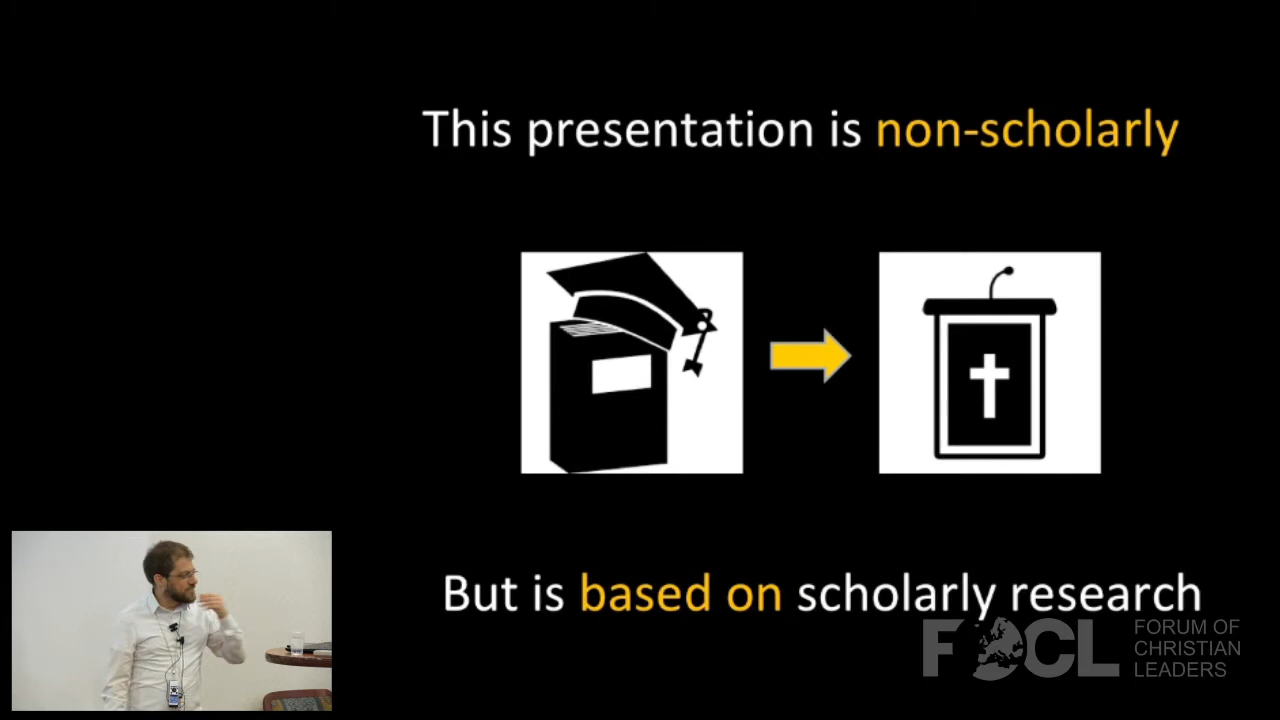 This presentation is non-scholarly
But is based on scholarly research
FOCL
FORUM OF
CHRISTIAN
LEADERS